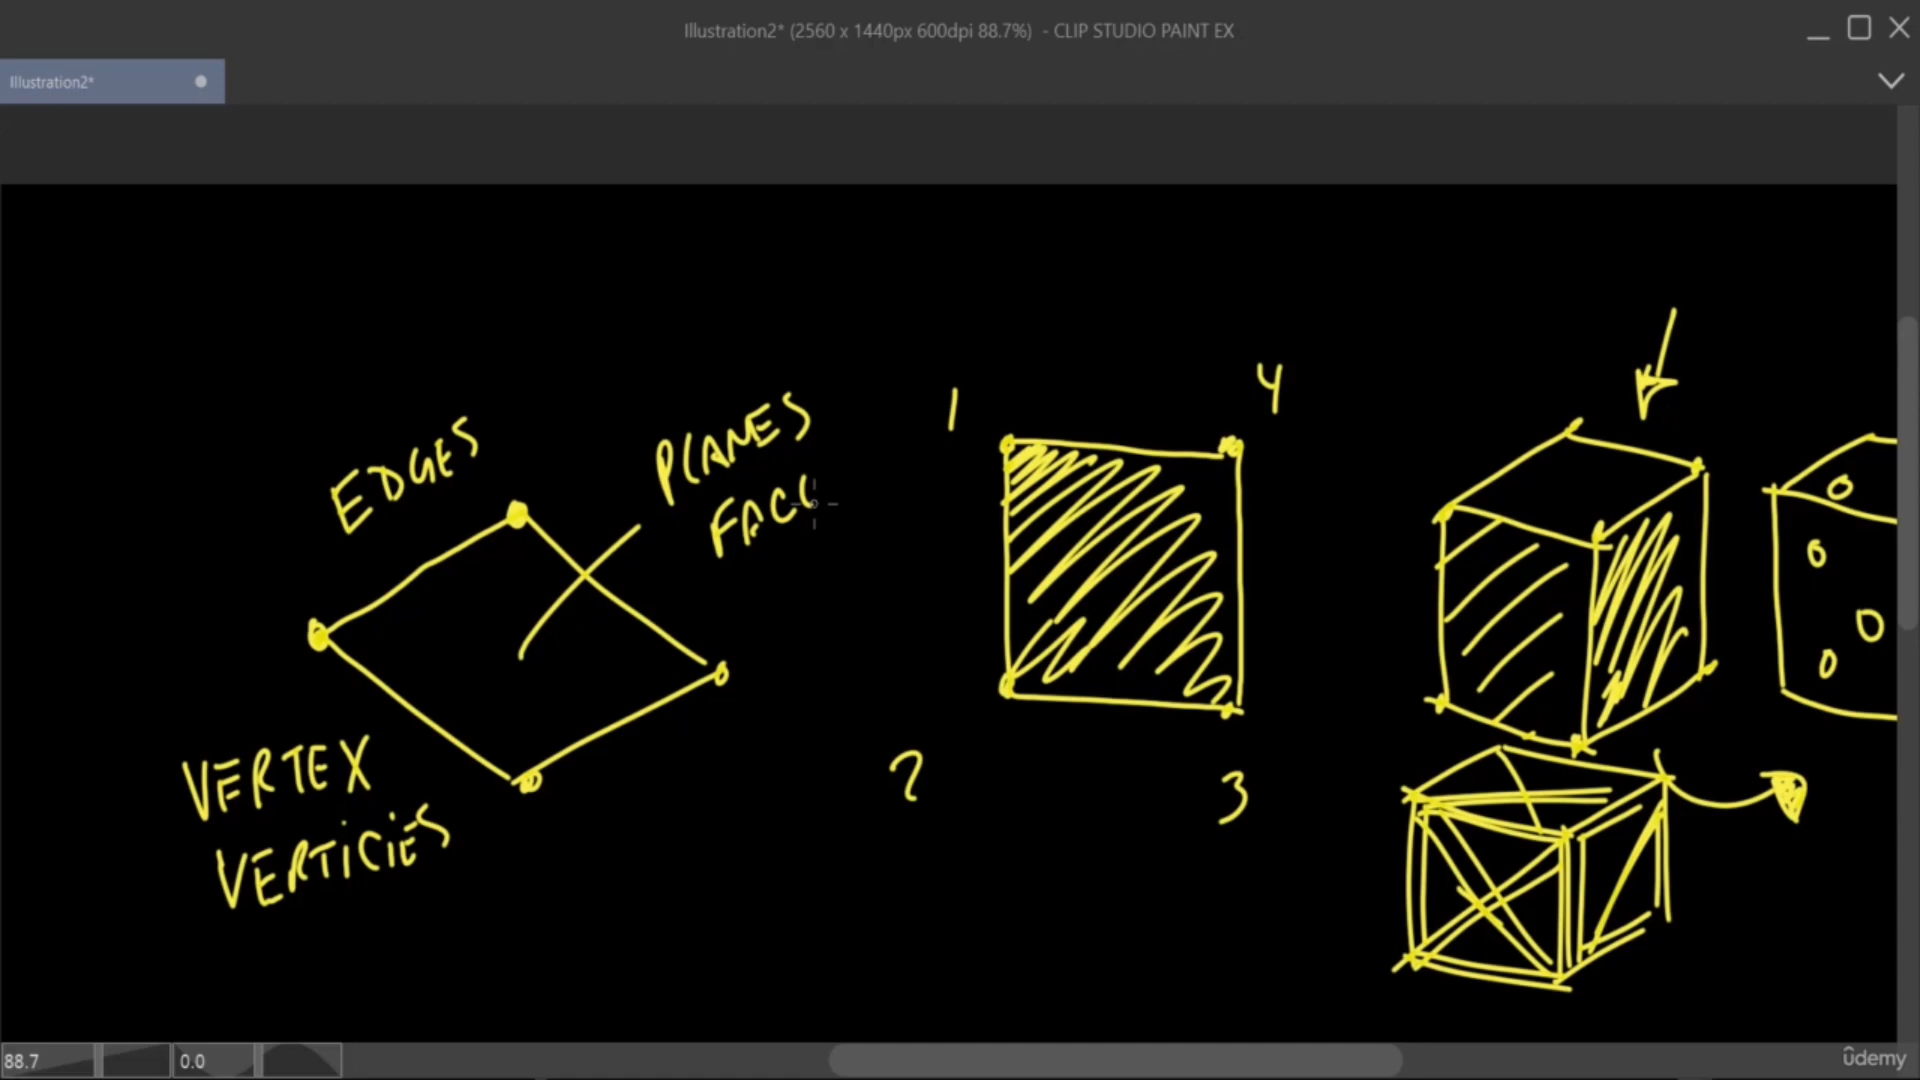 Illustration2* (2560 x 1440px 600dpi 88.7%) - CLIP STUDIO PAINT EX
Illustration2*
EDGES
PLANES
FACE
VERTEX
VERTICIES
1
4
2
3
88.7
0.0
ûdemy